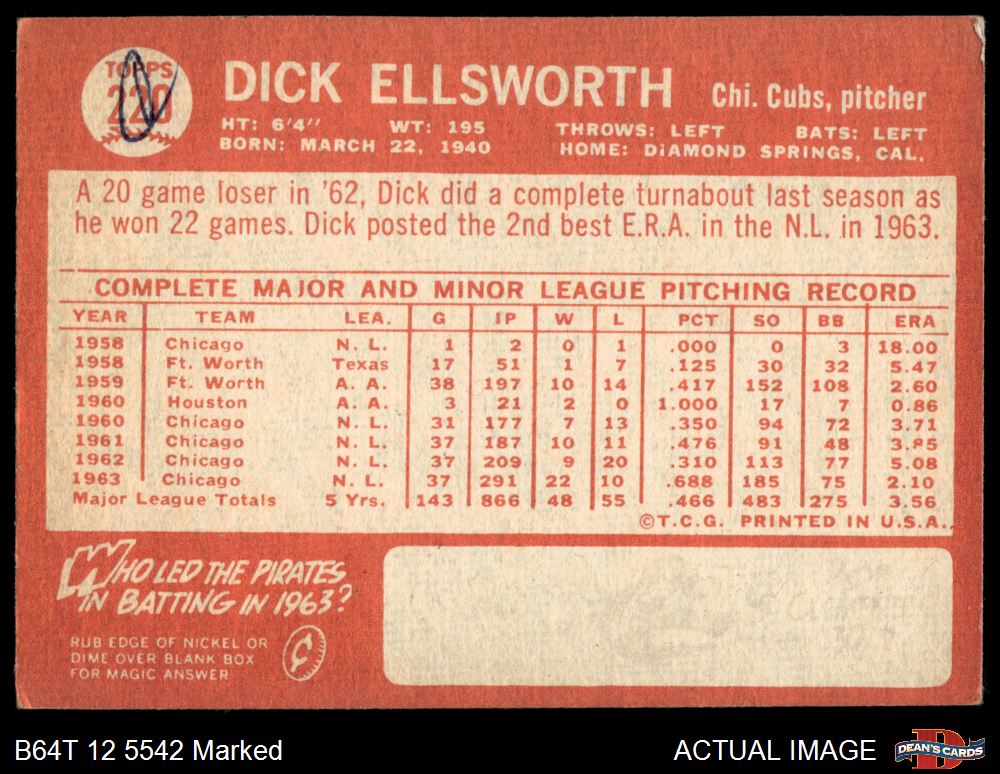 TOPPS
220
DICK ELLSWORTH Chi. Cubs, pitcher
HT: 6'4" WT: 195 THROWS: LEFT BATS: LEFT
BORN: MARCH 22, 1940 HOME: DIAMOND SPRINGS, CAL.
A 20 game loser in '62, Dick did a complete turnabout last season as
he won 22 games. Dick posted the 2nd best E.R.A. in the N.L. in 1963.
COMPLETE MAJOR AND MINOR LEAGUE PITCHING RECORD
YEAR TEAM LEA. G IP W L PCT SO BB ERA
1958 Chicago N. L. 1 2 0 1 .000 0 3 18.00
1958 Ft. Worth Texas 17 51 1 7 .125 30 32 5.47
1959 Ft. Worth A. A. 38 197 10 14 .417 152 108 2.60
1960 Houston A. A. 3 21 2 0 1.000 17 7 0.86
1960 Chicago N. L. 31 177 7 13 .350 94 72 3.71
1961 Chicago N. L. 37 187 10 11 .476 91 48 3.85
1962 Chicago N. L. 37 209 9 20 .310 113 77 5.08
1963 Chicago N. L. 37 291 22 10 .688 185 75 2.10
Major League Totals 5 Yrs. 143 866 48 55 .466 483 275 3.56
©T.C.G. PRINTED IN U.S.A.
WHO LED THE PIRATES
IN BATTING IN 1963?
RUB EDGE OF NICKEL OR
DIME OVER BLANK BOX
FOR MAGIC ANSWER
¢
B64T 12 5542 Marked ACTUAL IMAGE
D
DEAN'S CARDS